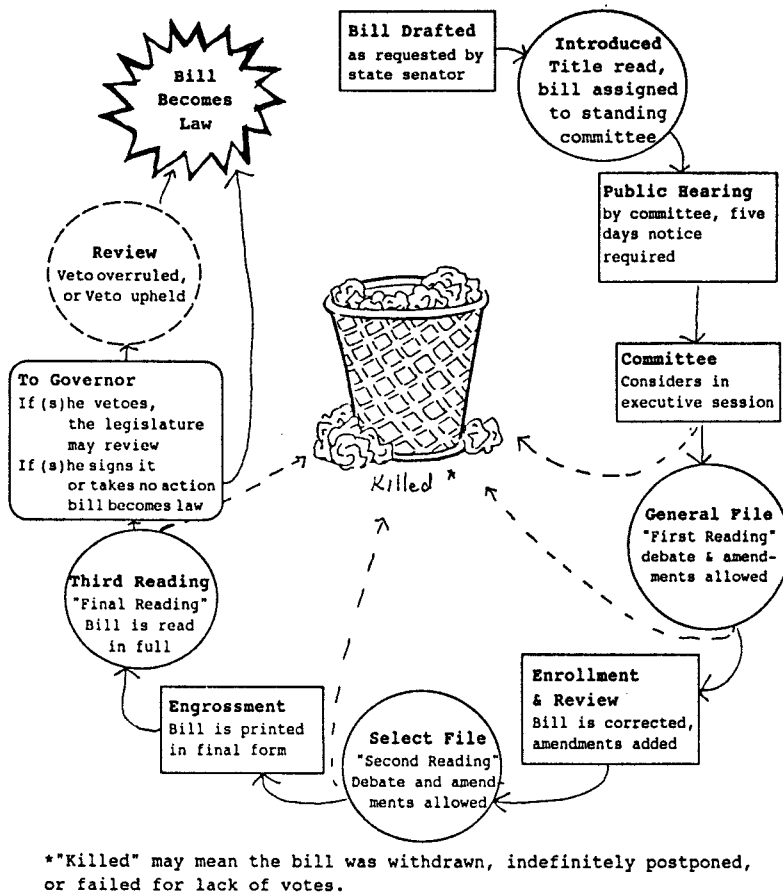 Bill Drafted
as requested by
state senator
Introduced
Title read,
bill assigned
to standing
committee
Public Hearing
by committee, five
days notice
required
Committee
Considers in
executive session
General File
"First Reading"
debate & amend-
ments allowed
Enrollment
& Review
Bill is corrected,
amendments added
Select File
"Second Reading"
Debate and amend-
ments allowed
Engrossment
Bill is printed
in final form
Third Reading
"Final Reading"
Bill is read
in full
To Governor
If (s)he vetoes,
the legislature
may review
If (s)he signs it
or takes no action
bill becomes law
Review
Veto overruled,
or Veto upheld
Bill
Becomes
Law
Killed *
*"Killed" may mean the bill was withdrawn, indefinitely postponed,
or failed for lack of votes.